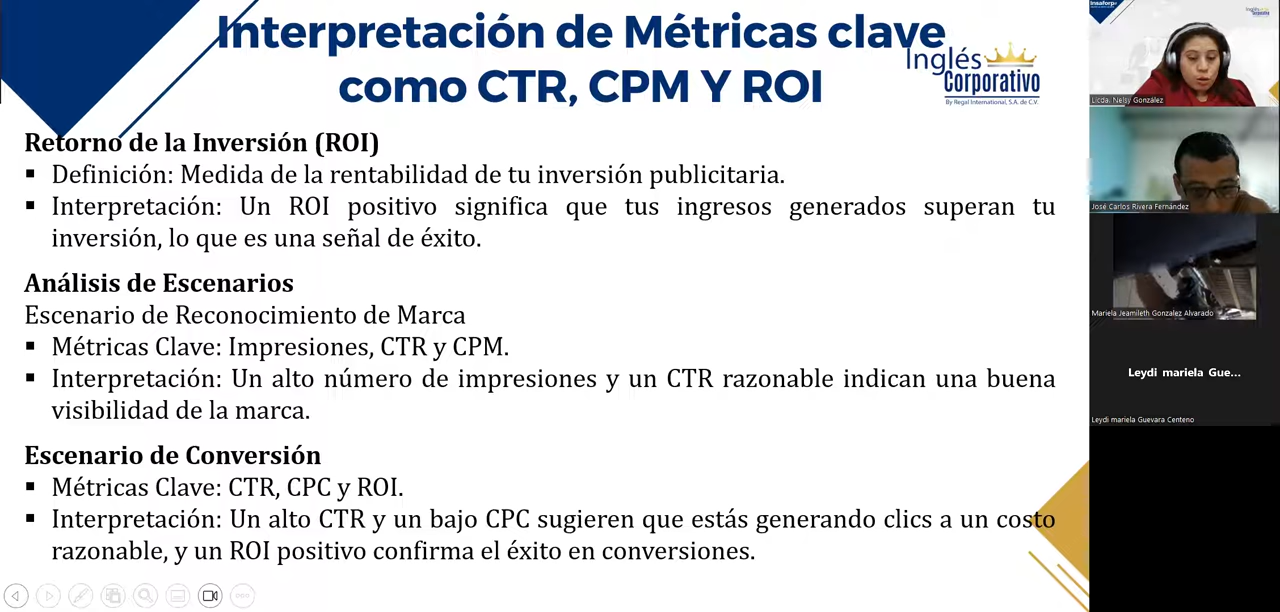 Interpretación de Métricas clave
como CTR, CPM Y ROI
Inglés
Corporativo
By Regal International, S.A. de C.V.
Retorno de la Inversión (ROI)
▪ Definición: Medida de la rentabilidad de tu inversión publicitaria.
▪ Interpretación: Un ROI positivo significa que tus ingresos generados superan tu
inversión, lo que es una señal de éxito.
Análisis de Escenarios
Escenario de Reconocimiento de Marca
▪ Métricas Clave: Impresiones, CTR y CPM.
▪ Interpretación: Un alto número de impresiones y un CTR razonable indican una buena
visibilidad de la marca.
Escenario de Conversión
▪ Métricas Clave: CTR, CPC y ROI.
▪ Interpretación: Un alto CTR y un bajo CPC sugieren que estás generando clics a un costo
razonable, y un ROI positivo confirma el éxito en conversiones.
Insaforp
Licda. Nelsy González
José Carlos Rivera Fernández
Mariela Jeamileth Gonzalez Alvarado
Leydi mariela Gue...
Leydi mariela Guevara Centeno